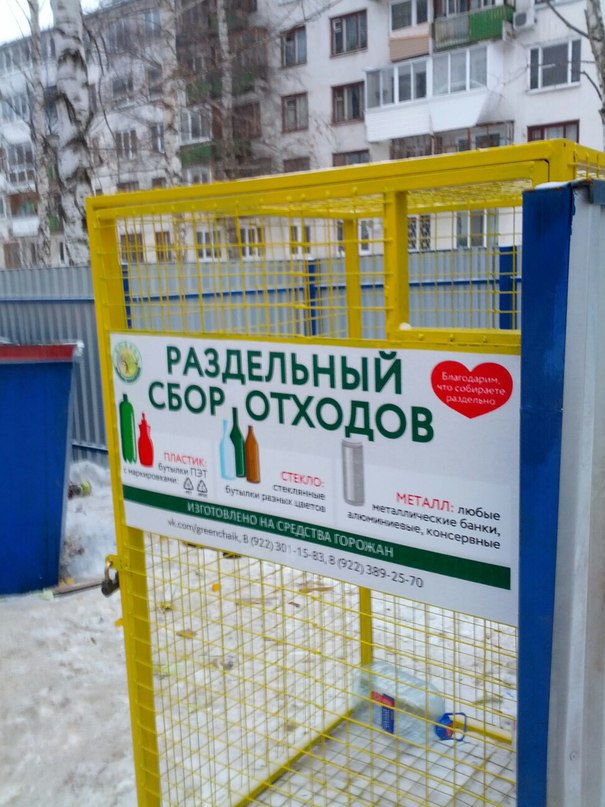 РАЗДЕЛЬНЫЙ
СБОР ОТХОДОВ
Благодарим,
что собираете
раздельно
ПЛАСТИК:
бутылки ПЭТ
с маркировками:
СТЕКЛО:
стеклянные
бутылки разных цветов
МЕТАЛЛ: любые
металлические банки,
алюминиевые, консервные
ИЗГОТОВЛЕНО НА СРЕДСТВА ГОРОЖАН
vk.com/greenchaik, 8 (922) 301-15-83, 8 (922) 389-25-70